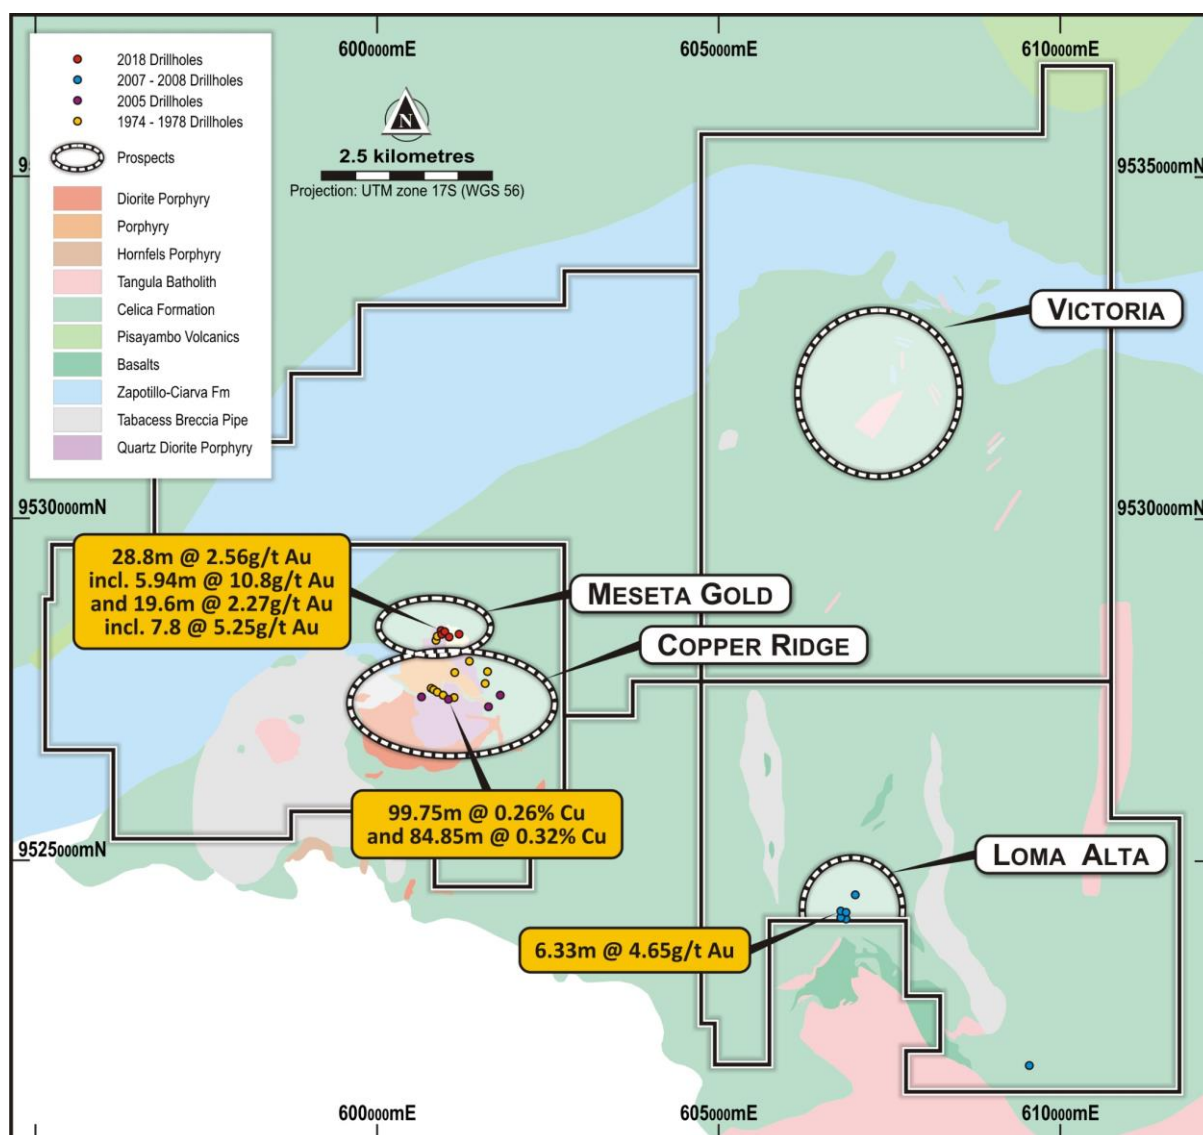 600000mE
605000mE
610000mE
2018 Drillholes
2007 - 2008 Drillholes
2005 Drillholes
1974 - 1978 Drillholes
Prospects
Diorite Porphyry
Porphyry
Hornfels Porphyry
Tangula Batholith
Celica Formation
Pisayambo Volcanics
Basalts
Zapotillo-Ciarva Fm
Tabacess Breccia Pipe
Quartz Diorite Porphyry
N
2.5 kilometres
Projection: UTM zone 17S (WGS 56)
9535000mN
VICTORIA
9530000mN
9530000mN
28.8m @ 2.56g/t Au
incl. 5.94m @ 10.8g/t Au
and 19.6m @ 2.27g/t Au
incl. 7.8 @ 5.25g/t Au
MESETA GOLD
COPPER RIDGE
99.75m @ 0.26% Cu
and 84.85m @ 0.32% Cu
9525000mN
9525000mN
LOMA ALTA
6.33m @ 4.65g/t Au
600000mE
605000mE
610000mE